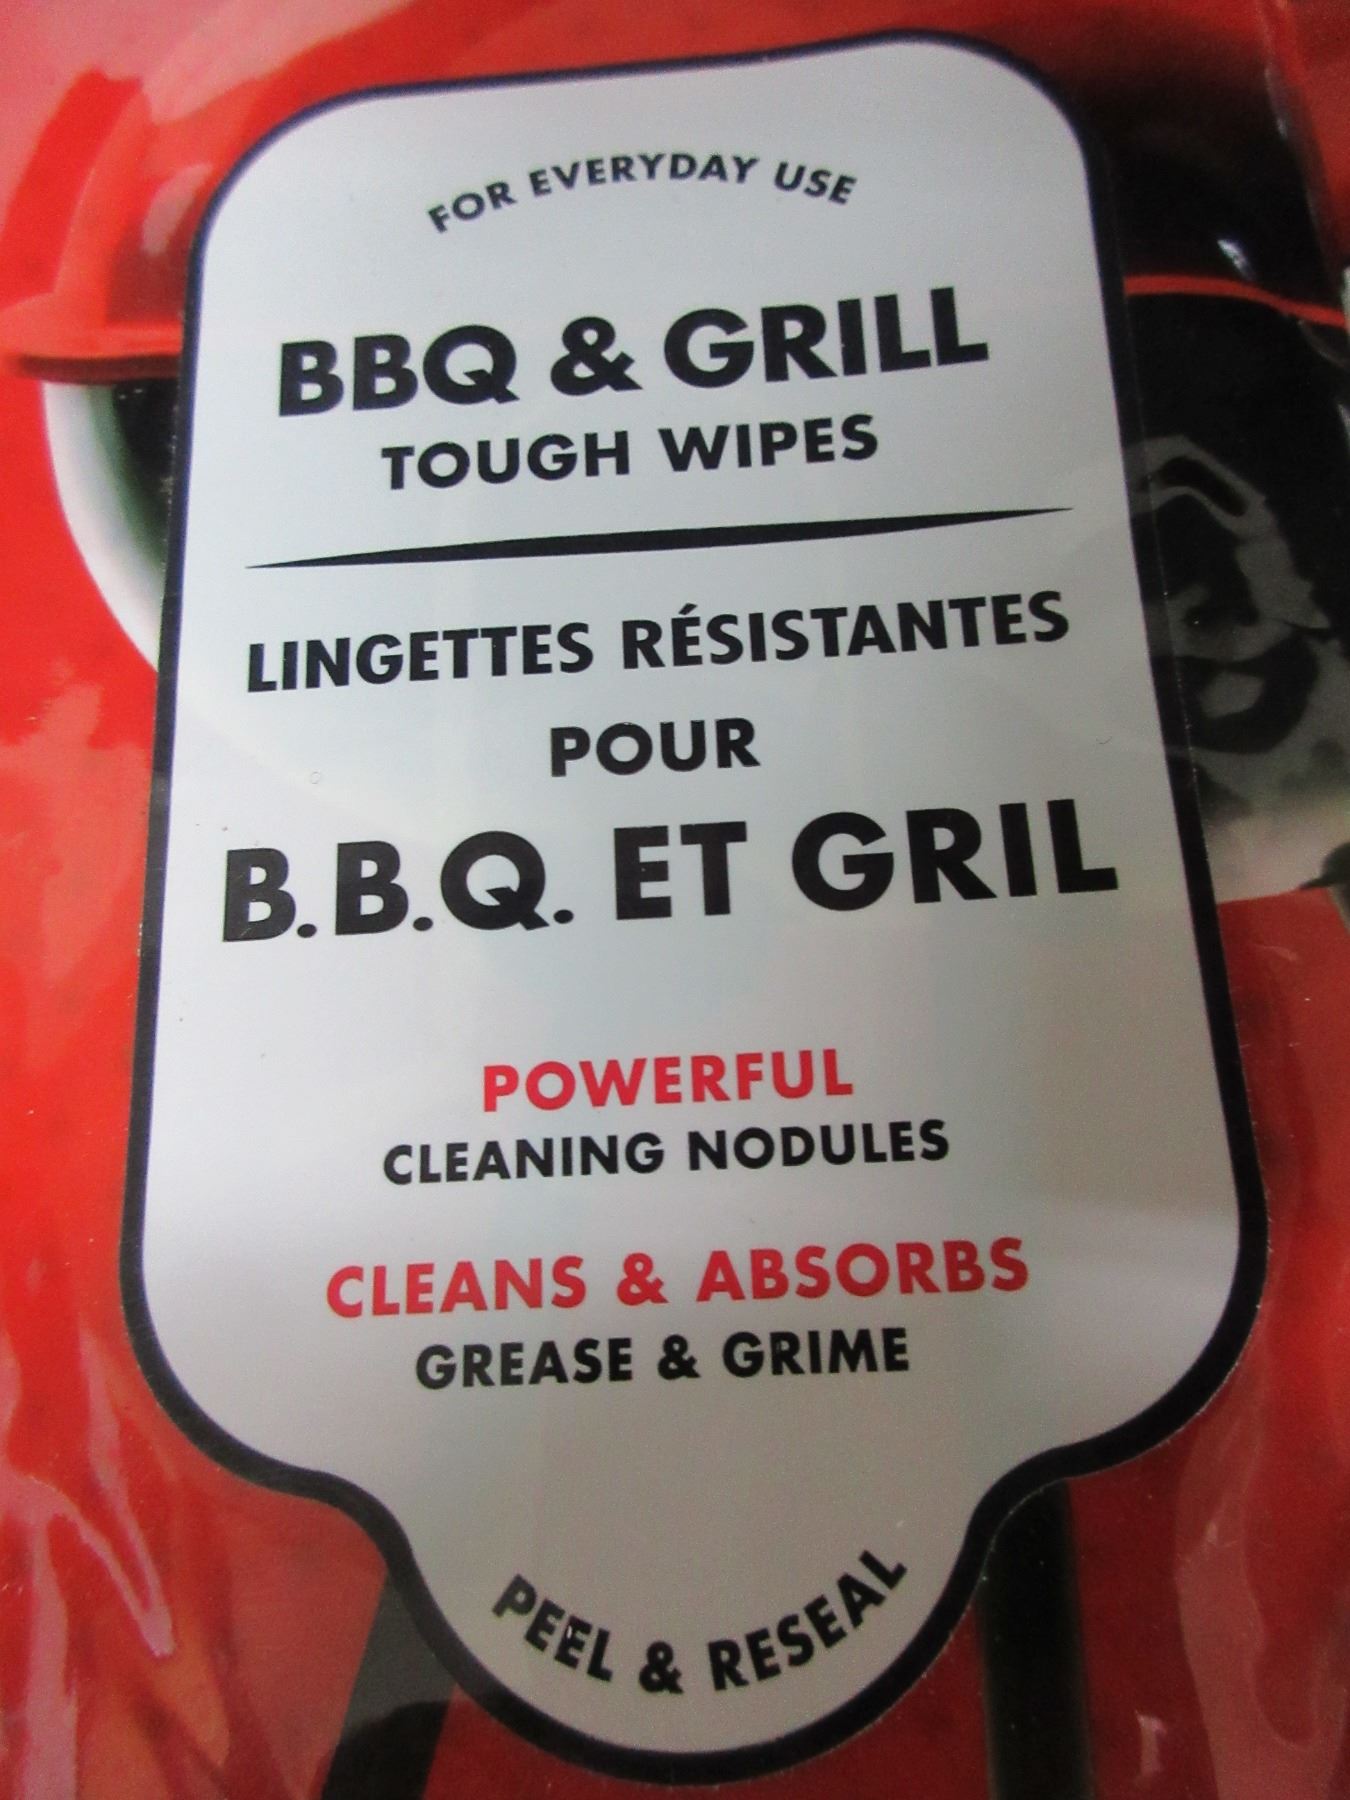 FOR EVERYDAY USE
BBQ & GRILL
TOUGH WIPES
LINGETTES RÉSISTANTES
POUR
B.B.Q. ET GRIL
POWERFUL
CLEANING NODULES
CLEANS & ABSORBS
GREASE & GRIME
PEEL & RESEAL